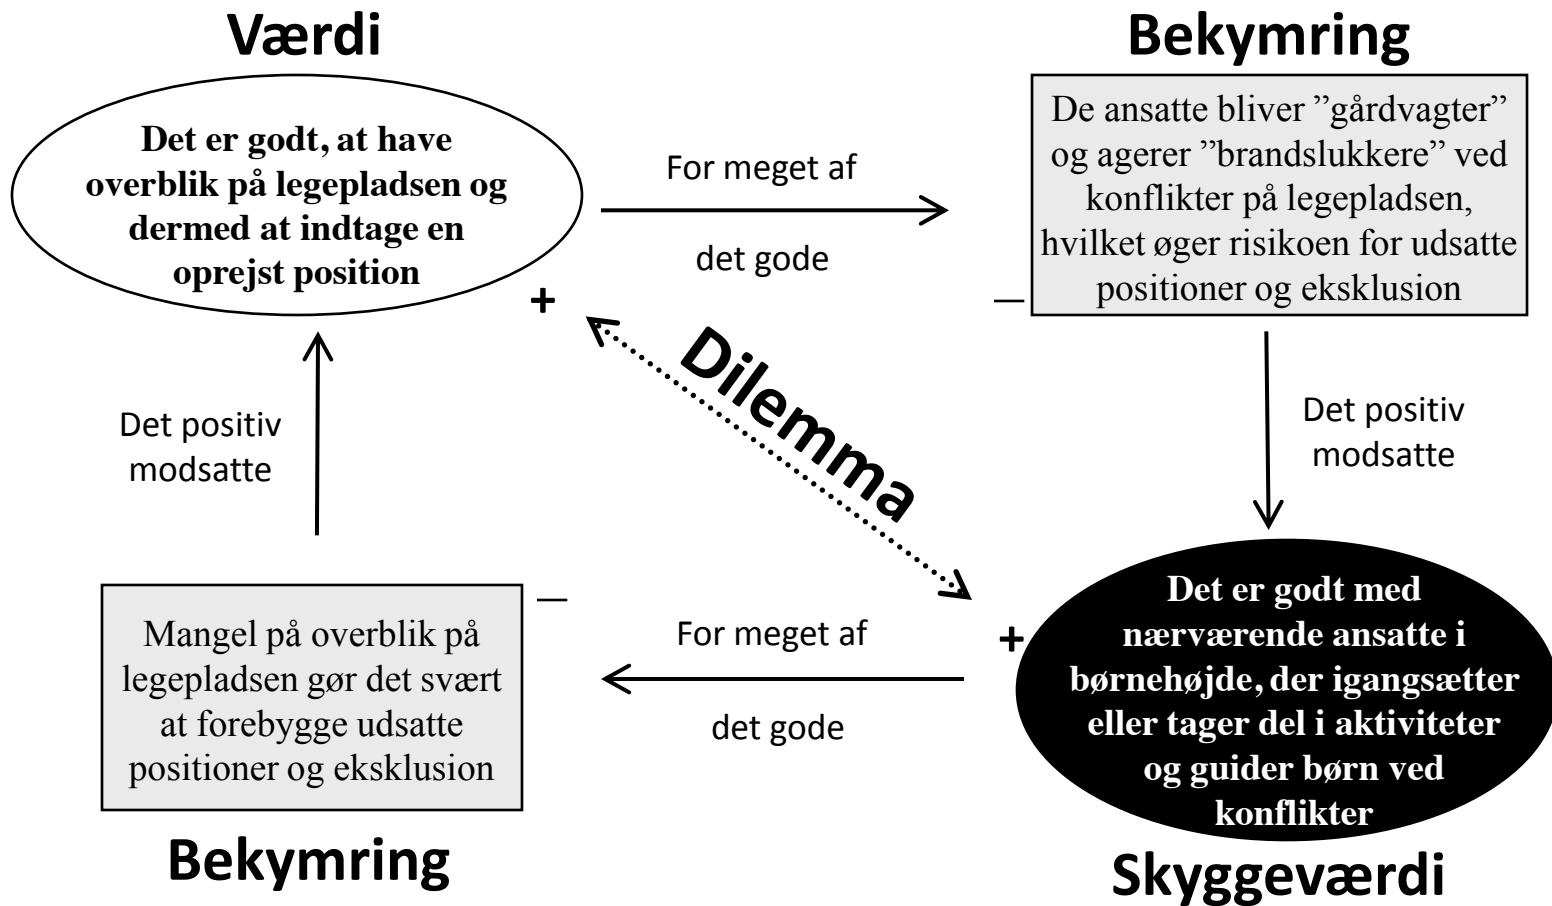 Værdi
Det er godt, at have
overblik på legepladsen og
dermed at indtage en
oprejst position
+
For meget af
det gode
Bekymring
De ansatte bliver ”gårdvagter”
og agerer ”brandslukkere” ved
konflikter på legepladsen,
hvilket øger risikoen for udsatte
positioner og eksklusion
—
Dilemma
Det positiv
modsatte
Det positiv
modsatte
Mangel på overblik på
legepladsen gør det svært
at forebygge udsatte
positioner og eksklusion
—
Bekymring
For meget af
det gode
+
Det er godt med
nærværende ansatte i
børnehøjde, der igangsætter
eller tager del i aktiviteter
og guider børn ved
konflikter
Skyggeværdi